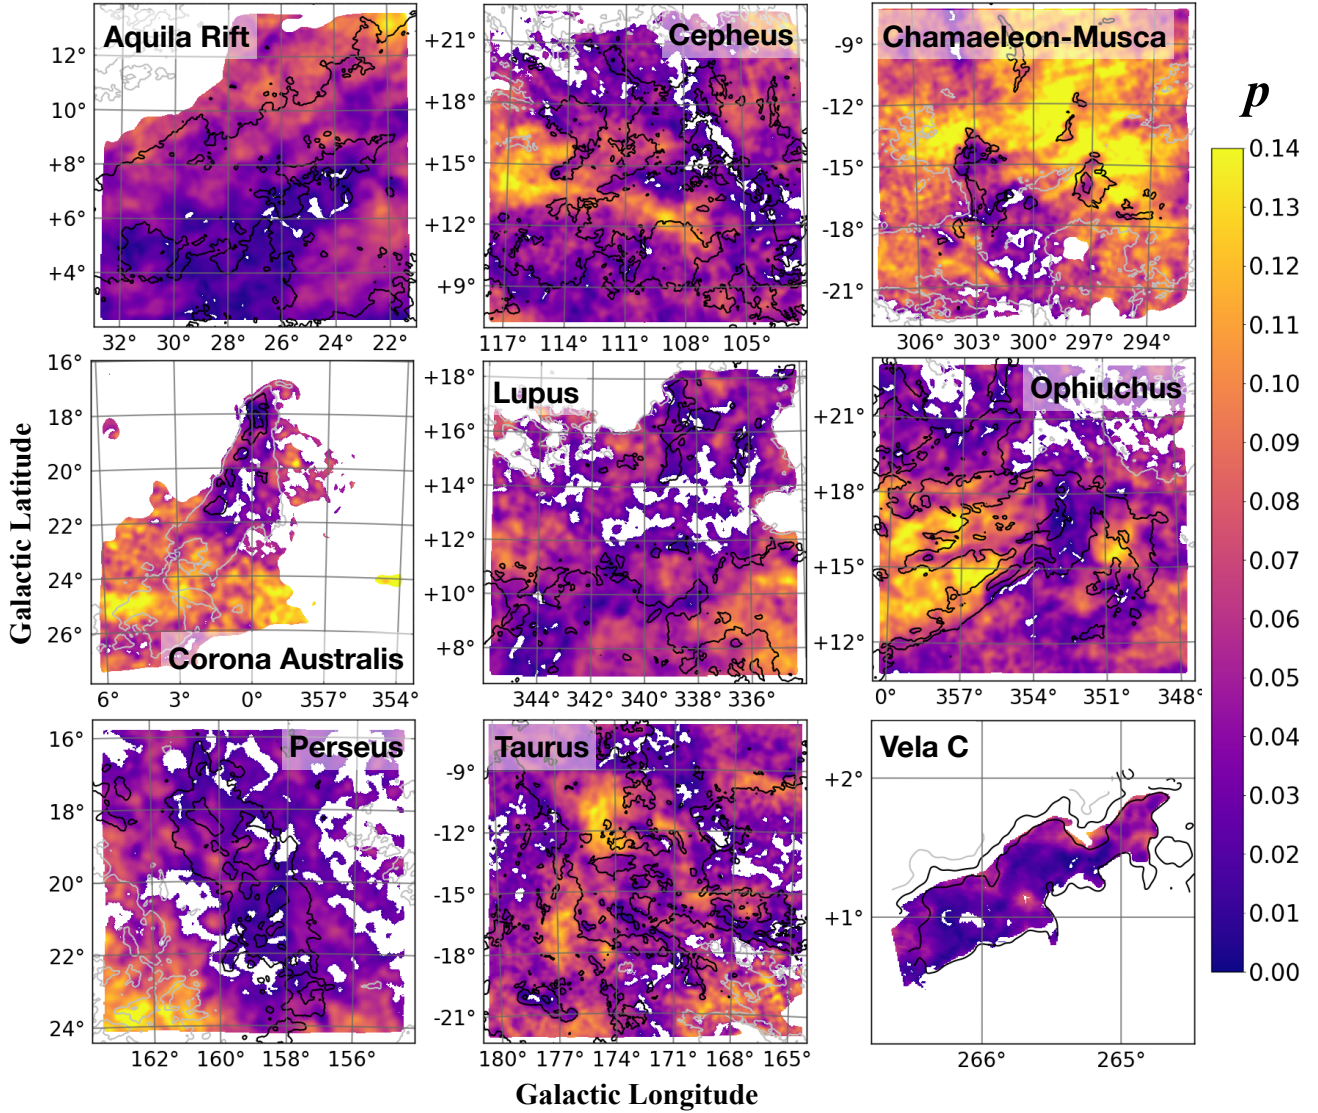 Aquila Rift
12°
10°
+8°
+6°
+4°
32° 30° 28° 26° 24° 22°
Cepheus
+21°
+18°
+15°
+12°
+9°
117° 114° 111° 108° 105°
Chamaeleon-Musca
-9°
-12°
-15°
-18°
-21°
306° 303° 300° 297° 294°
p
0.14
0.13
0.12
0.11
0.10
0.09
0.08
0.07
0.06
0.05
0.04
0.03
0.02
0.01
0.00
Galactic Latitude
16°
18°
20°
22°
24°
26°
Corona Australis
6° 3° 0° 357° 354°
Lupus
+18°
+16°
+14°
+12°
+10°
+8°
344° 342° 340° 338° 336°
Ophiuchus
+21°
+18°
+15°
+12°
0° 357° 354° 351° 348°
Perseus
16°
18°
20°
22°
24°
162° 160° 158° 156°
Taurus
-9°
-12°
-15°
-18°
-21°
180° 177° 174° 171° 168° 165°
Vela C
+2°
+1°
266° 265°
Galactic Longitude